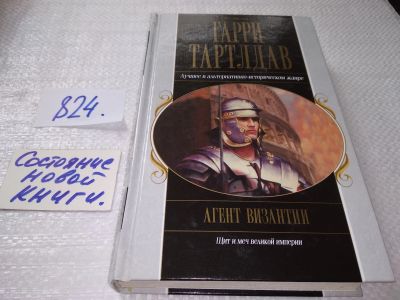 ГАРРИ
ТАРТЛДАВ
Лучшее в альтернативно-историческом жанре
АГЕНТ ВИЗАНТИИ
Щит и меч великой империи
824.
Состояние
новой
книги.